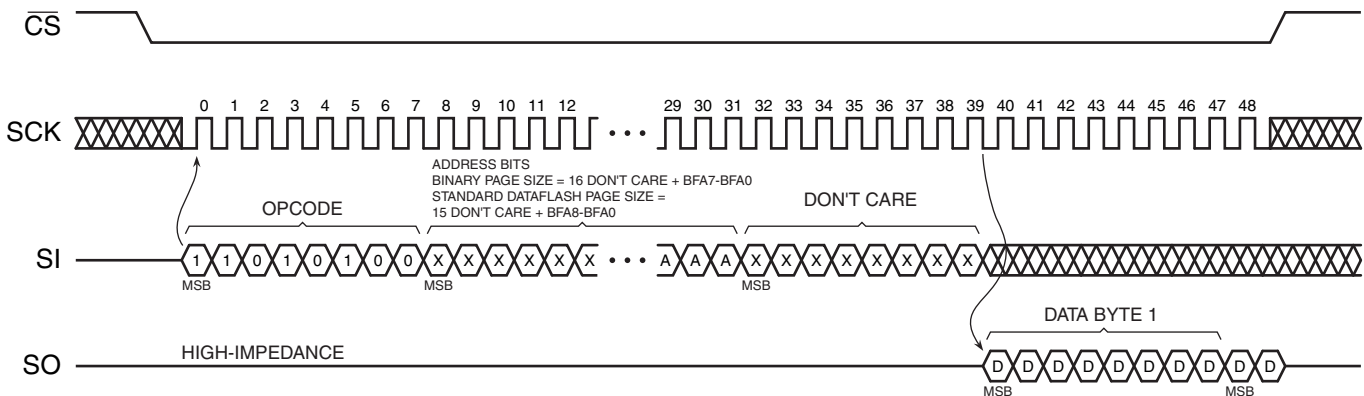 CS
SCK
0 1 2 3 4 5 6 7 8 9 10 11 12 29 30 31 32 33 34 35 36 37 38 39 40 41 42 43 44 45 46 47 48
ADDRESS BITS
BINARY PAGE SIZE = 16 DON'T CARE + BFA7-BFA0
STANDARD DATAFLASH PAGE SIZE =
15 DON'T CARE + BFA8-BFA0
OPCODE
DON'T CARE
SI
1 1 0 1 0 1 0 0 X X X X X X • • • A A A X X X X X X X X
MSB MSB MSB
DATA BYTE 1
SO
HIGH-IMPEDANCE
D D D D D D D D D D
MSB MSB